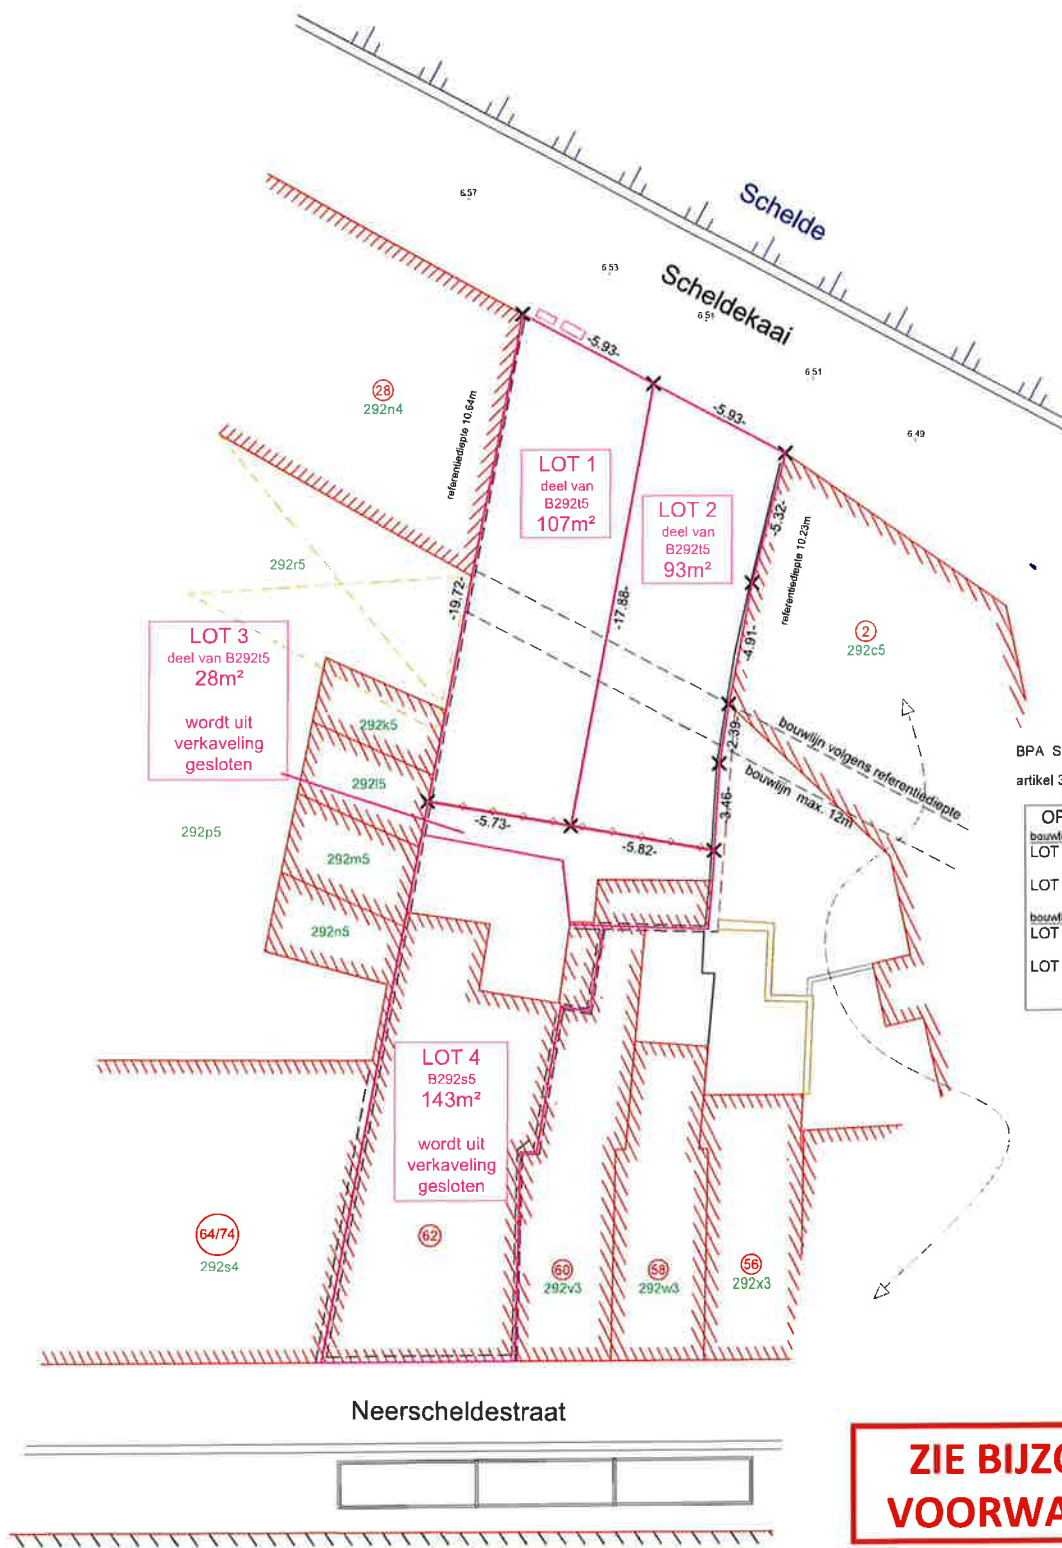 Schelde
6.57
6.53
Scheldekaai
6.51
6.51
6.49
-5.93-
-5.93-
28
292n4
referentiediepte 10.64m
LOT 1
deel van
B292t5
107m²
LOT 2
deel van
B292t5
93m²
-5.32-
referentiediepte 10.23m
292r5
-19.72-
-17.88-
-4.91-
2
292c5
LOT 3
deel van B292t5
28m²
wordt uit
verkaveling
gesloten
292k5
292l5
292p5
292m5
292n5
-2.39-
-3.46-
bouwlijn volgens referentiediepte
bouwlijn max. 12m
-5.73-
-5.82-
BPA S
artikel 3
OP
bouwli
LOT
LOT
bouwli
LOT
LOT
LOT 4
B292s5
143m²
wordt uit
verkaveling
gesloten
64/74
292s4
62
60
292v3
58
292w3
56
292x3
Neerscheldestraat
ZIE BIJZO
VOORWA